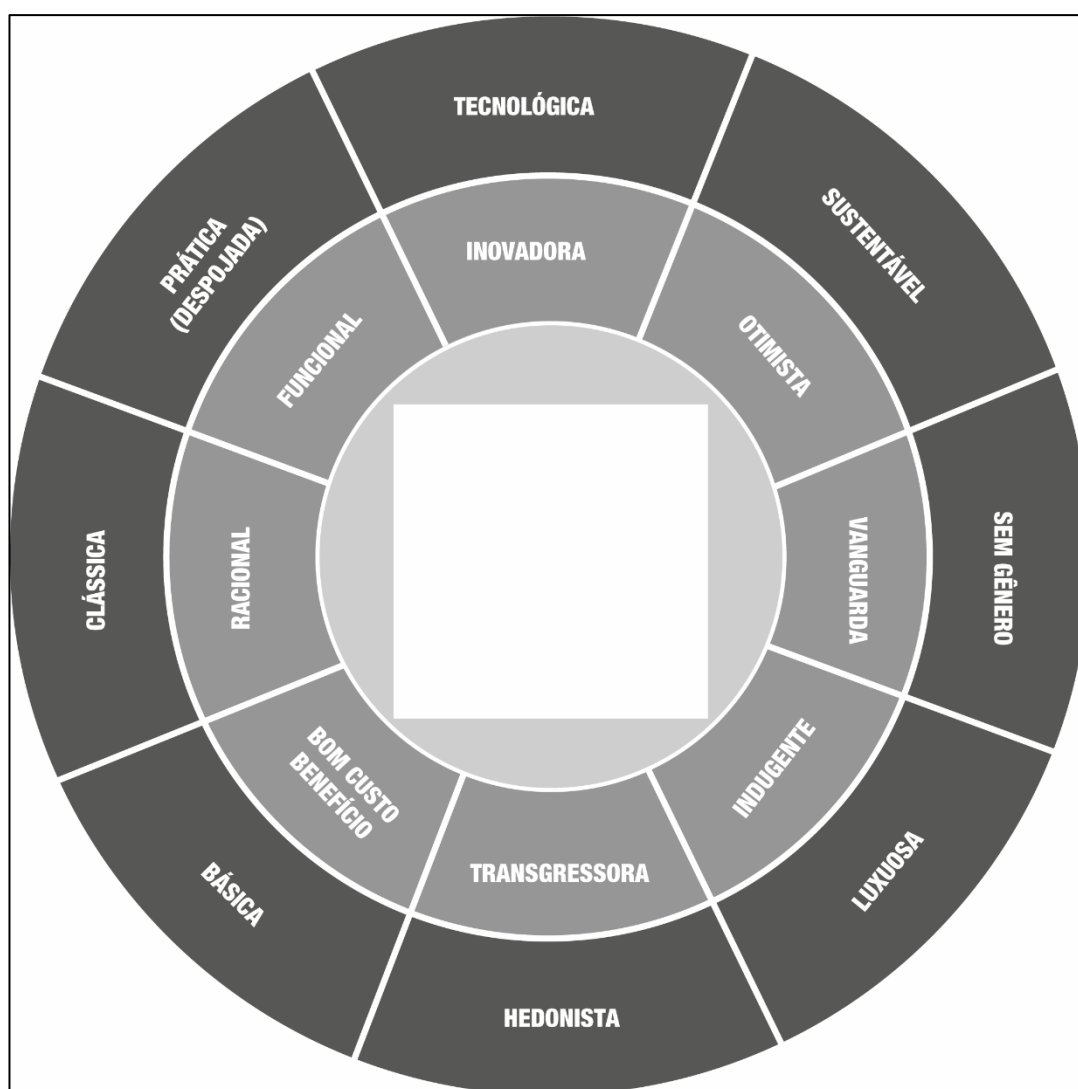 TECNOLÓGICA
SUSTENTÁVEL
SEM GÊNERO
LUXUOSA
HEDONISTA
BÁSICA
CLÁSSICA
PRÁTICA
(DESPOJADA)
INOVADORA
OTIMISTA
VANGUARDA
INDUGENTE
TRANSGRESSORA
BOM CUSTO
BENEFÍCIO
RACIONAL
FUNCIONAL